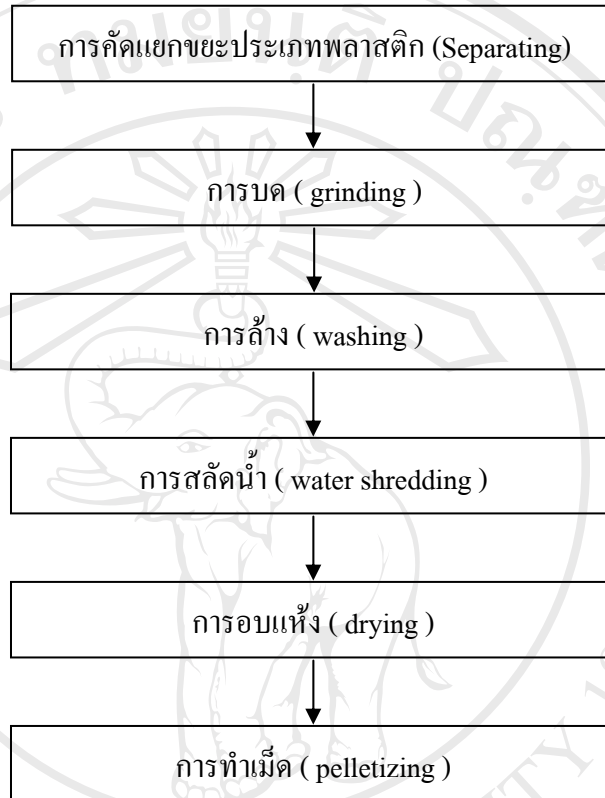 การคัดแยกขยะประเภทพลาสติก (Separating)
การบด ( grinding )
การล้าง ( washing )
การสลัดน้ำ ( water shredding )
การอบแห้ง ( drying )
การทำเม็ด ( pelletizing )